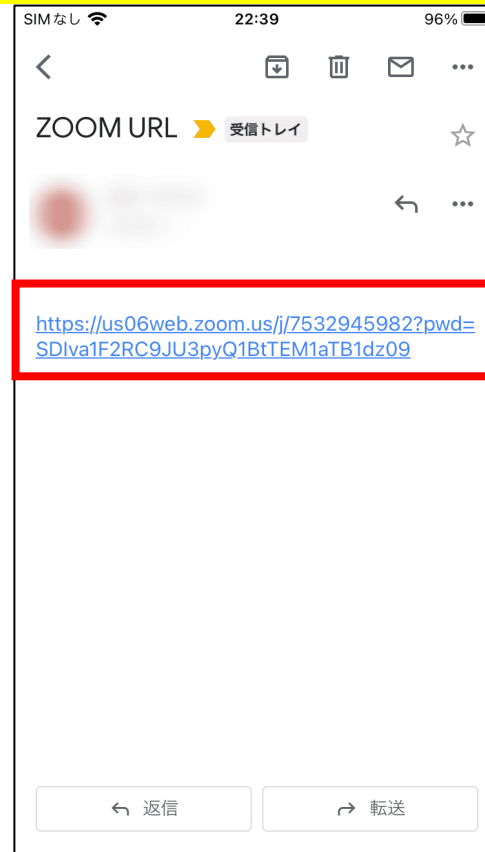 SIMなし 22:39 96%
ZOOM URL 受信トレイ
https://us06web.zoom.us/j/7532945982?pwd=
SDIva1F2RC9JU3pyQ1BtTEM1aTB1dz09
返信 転送